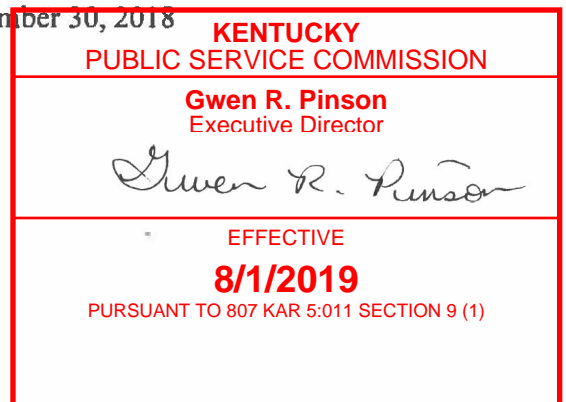 mber 30, 2018
KENTUCKY
PUBLIC SERVICE COMMISSION
Gwen R. Pinson
Executive Director
Gwen R. Pinson
EFFECTIVE
8/1/2019
PURSUANT TO 807 KAR 5:011 SECTION 9 (1)